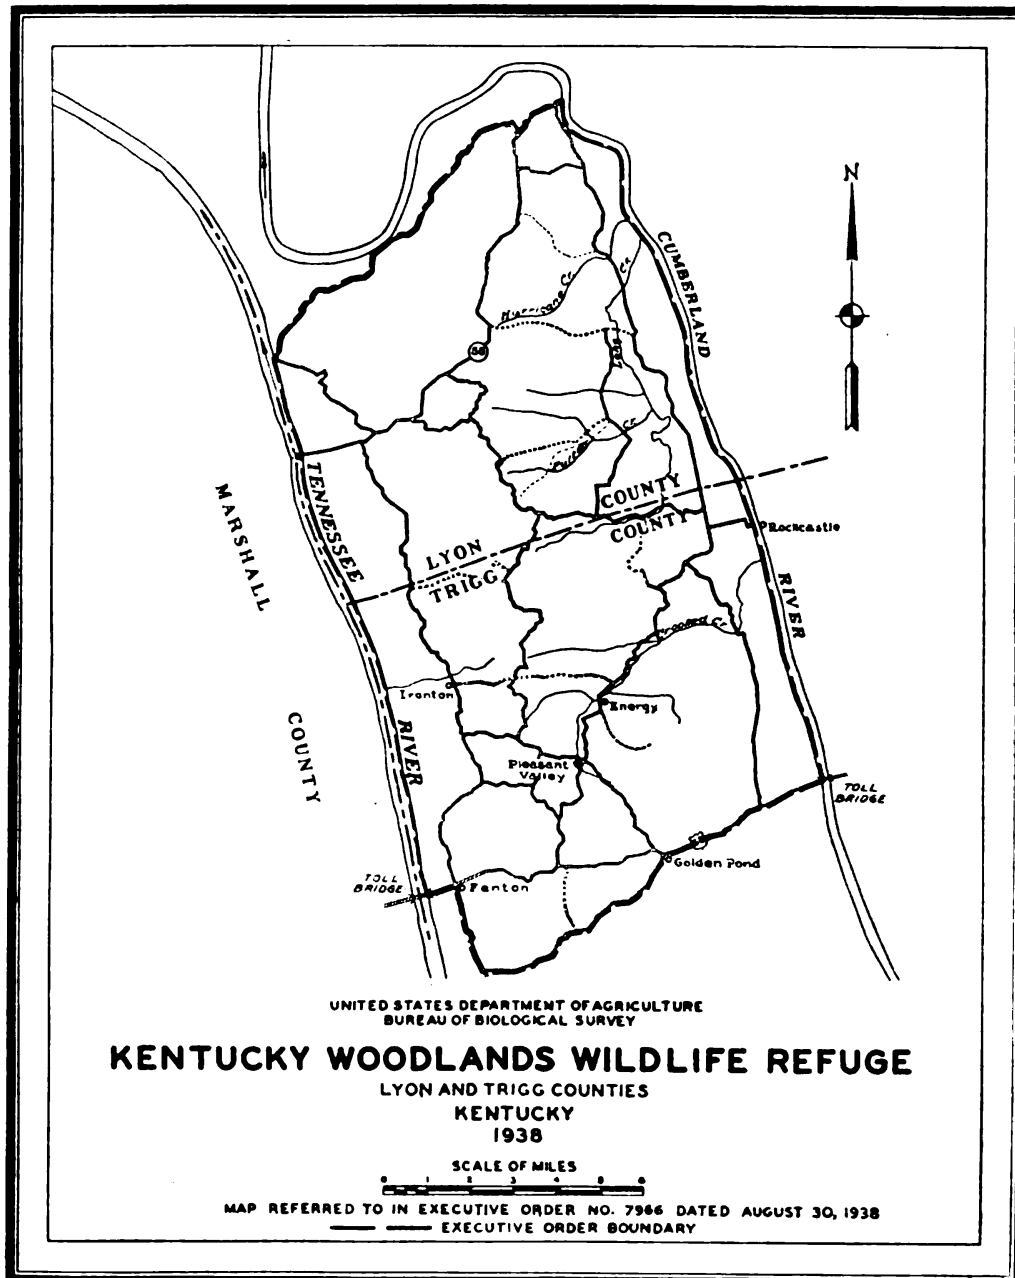 N
CUMBERLAND
RIVER
Hurricane Cr.
Cr.
58
Cr.
MARSHALL
COUNTY
TENNESSEE
RIVER
LYON COUNTY
TRIGG COUNTY
Rockcastle
Crooked Cr.
Ironton
Energy
Pleasant
Valley
TOLL
BRIDGE
Golden Pond
TOLL
BRIDGE
Fenton
UNITED STATES DEPARTMENT OF AGRICULTURE
BUREAU OF BIOLOGICAL SURVEY
KENTUCKY WOODLANDS WILDLIFE REFUGE
LYON AND TRIGG COUNTIES
KENTUCKY
1938
SCALE OF MILES
0 1 2 3 4 5 6
MAP REFERRED TO IN EXECUTIVE ORDER NO. 7966 DATED AUGUST 30, 1938
EXECUTIVE ORDER BOUNDARY